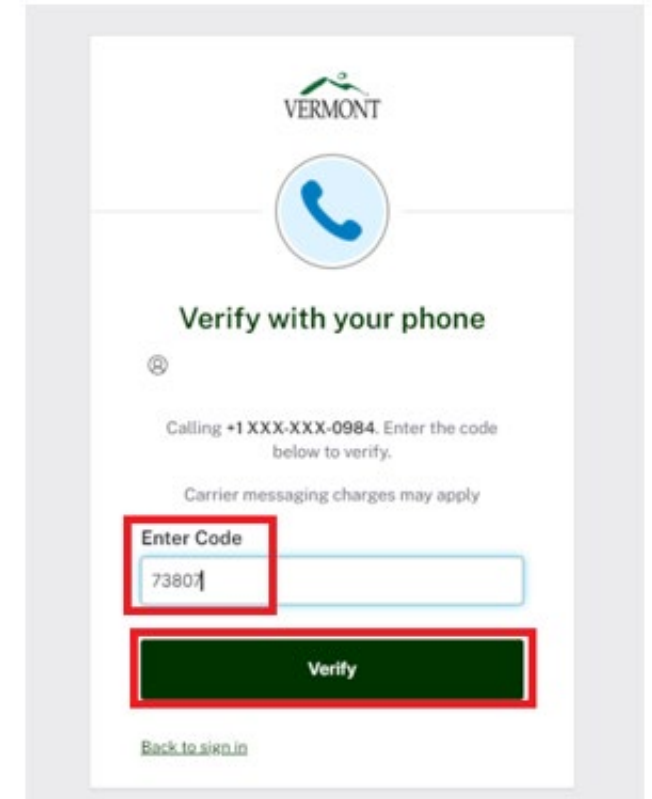 VERMONT
Verify with your phone
Calling +1 XXX-XXX-0984. Enter the code
below to verify.
Carrier messaging charges may apply
Enter Code
73807
Verify
Back to sign in